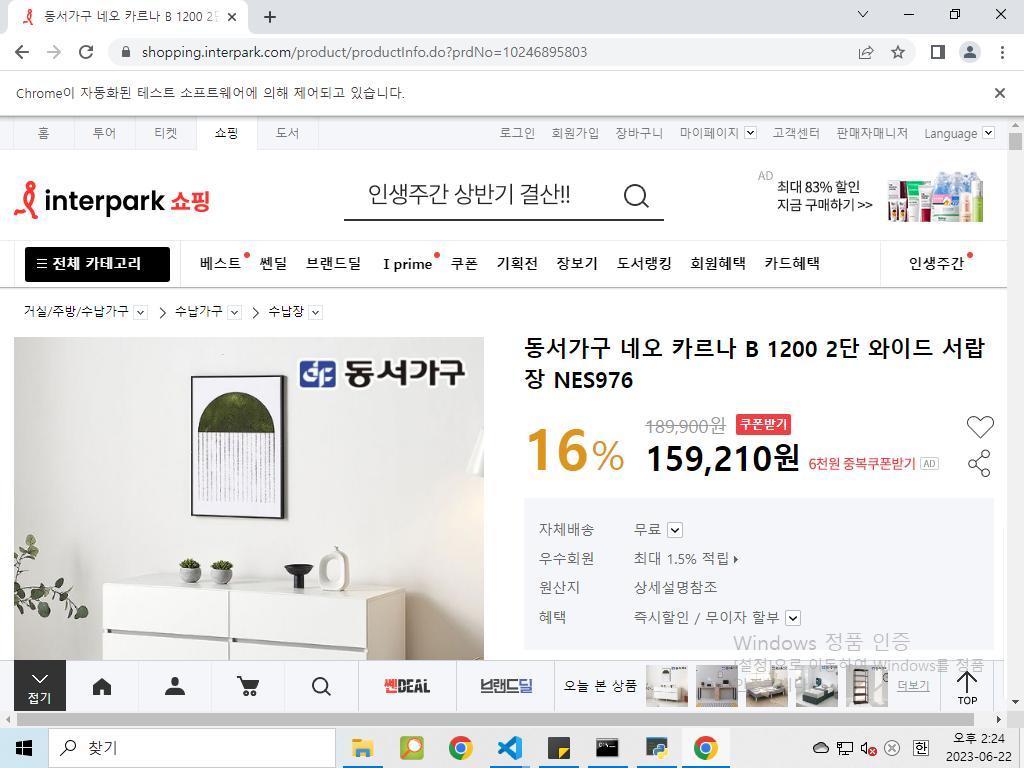 동서가구 네오 카르나 B 1200 2단
shopping.interpark.com/product/productInfo.do?prdNo=10246895803
Chrome이 자동화된 테스트 소프트웨어에 의해 제어되고 있습니다.
홈 투어 티켓 쇼핑 도서 로그인 회원가입 장바구니 마이페이지 고객센터 판매자매니저 Language
interpark 쇼핑
인생주간 상반기 결산!!
AD
최대 83% 할인
지금 구매하기 >>
전체 카테고리 베스트 쎈딜 브랜드딜 I prime 쿠폰 기획전 장보기 도서랭킹 회원혜택 카드혜택 인생주간
거실/주방/수납가구 수납가구 수납장
동서가구
동서가구 네오 카르나 B 1200 2단 와이드 서랍
장 NES976
16%
189,900원 쿠폰받기
159,210원 6천원 중복쿠폰받기 AD
자체배송 무료
우수회원 최대 1.5% 적립
원산지 상세설명참조
혜택 즉시할인 / 무이자 할부
Windows 정품 인증
[설정]으로 이동하여 Windows를 정품
접기
쎈DEAL 브랜드딜 오늘 본 상품 더보기 TOP
찾기
한
오후 2:24
2023-06-22